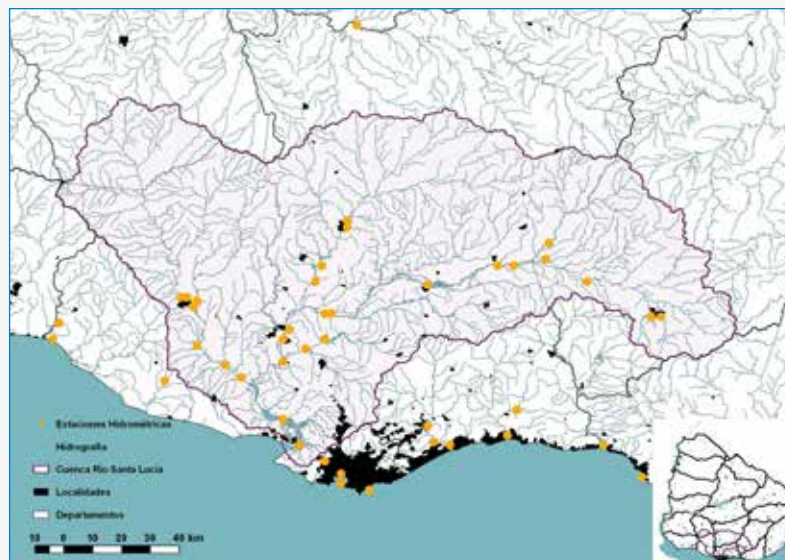 Estaciones Hidrométricas
Hidrografía
Cuenca Río Santa Lucía
Localidades
Departamentos
10 0 10 20 30 40 km